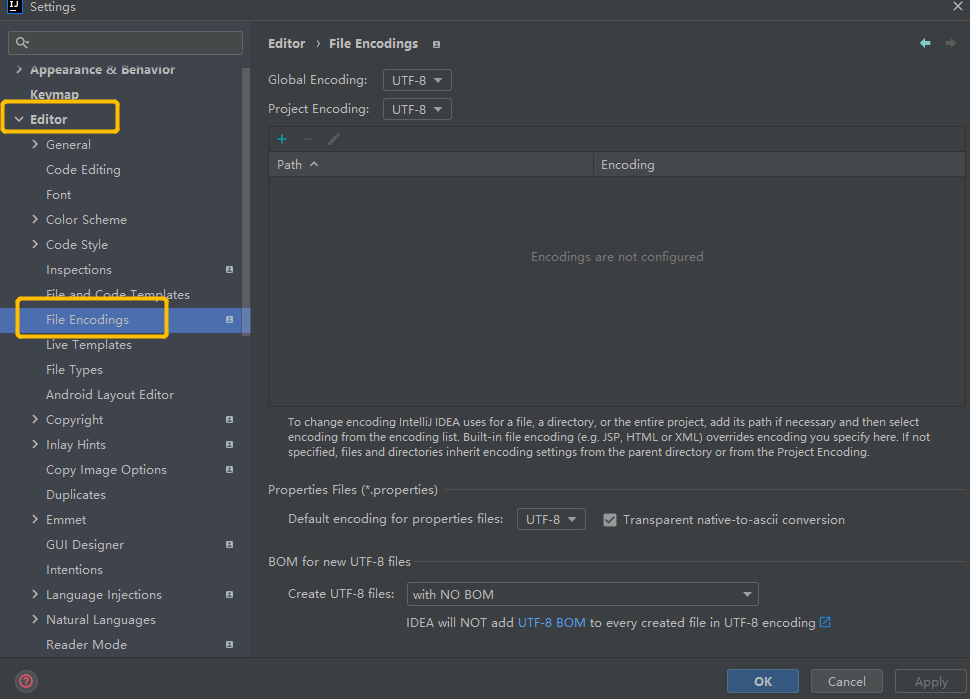 Settings
Appearance & Behavior
Keymap
Editor
General
Code Editing
Font
Color Scheme
Code Style
Inspections
File and Code Templates
File Encodings
Live Templates
File Types
Android Layout Editor
Copyright
Inlay Hints
Copy Image Options
Duplicates
Emmet
GUI Designer
Intentions
Language Injections
Natural Languages
Reader Mode
Editor › File Encodings
Global Encoding: UTF-8
Project Encoding: UTF-8
Path Encoding
Encodings are not configured
To change encoding IntelliJ IDEA uses for a file, a directory, or the entire project, add its path if necessary and then select
encoding from the encoding list. Built-in file encoding (e.g. JSP, HTML or XML) overrides encoding you specify here. If not
specified, files and directories inherit encoding settings from the parent directory or from the Project Encoding.
Properties Files (*.properties)
Default encoding for properties files: UTF-8 Transparent native-to-ascii conversion
BOM for new UTF-8 files
Create UTF-8 files: with NO BOM
IDEA will NOT add UTF-8 BOM to every created file in UTF-8 encoding
? OK Cancel Apply